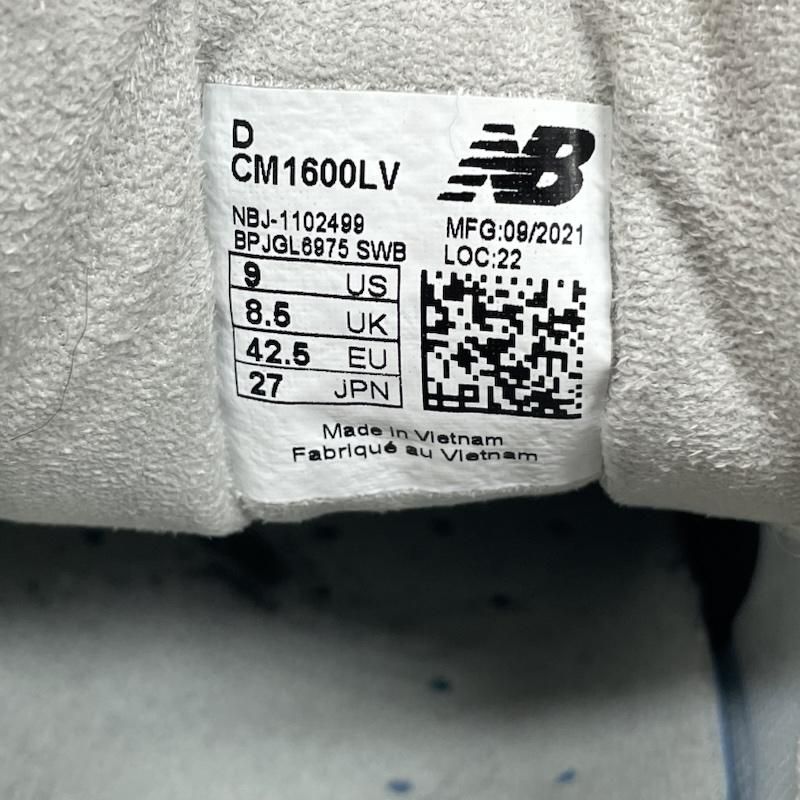 D
CM1600LV
NB
NBJ-1102499
BPJGL6975 SWB
MFG:09/2021
LOC:22
9 US
8.5 UK
42.5 EU
27 JPN
Made in Vietnam
Fabriqué au Vietnam